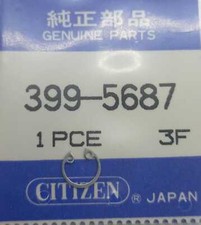 純正部品
GENUINE PARTS
399-5687
1 PCE 3F
CITIZEN ® JAPAN